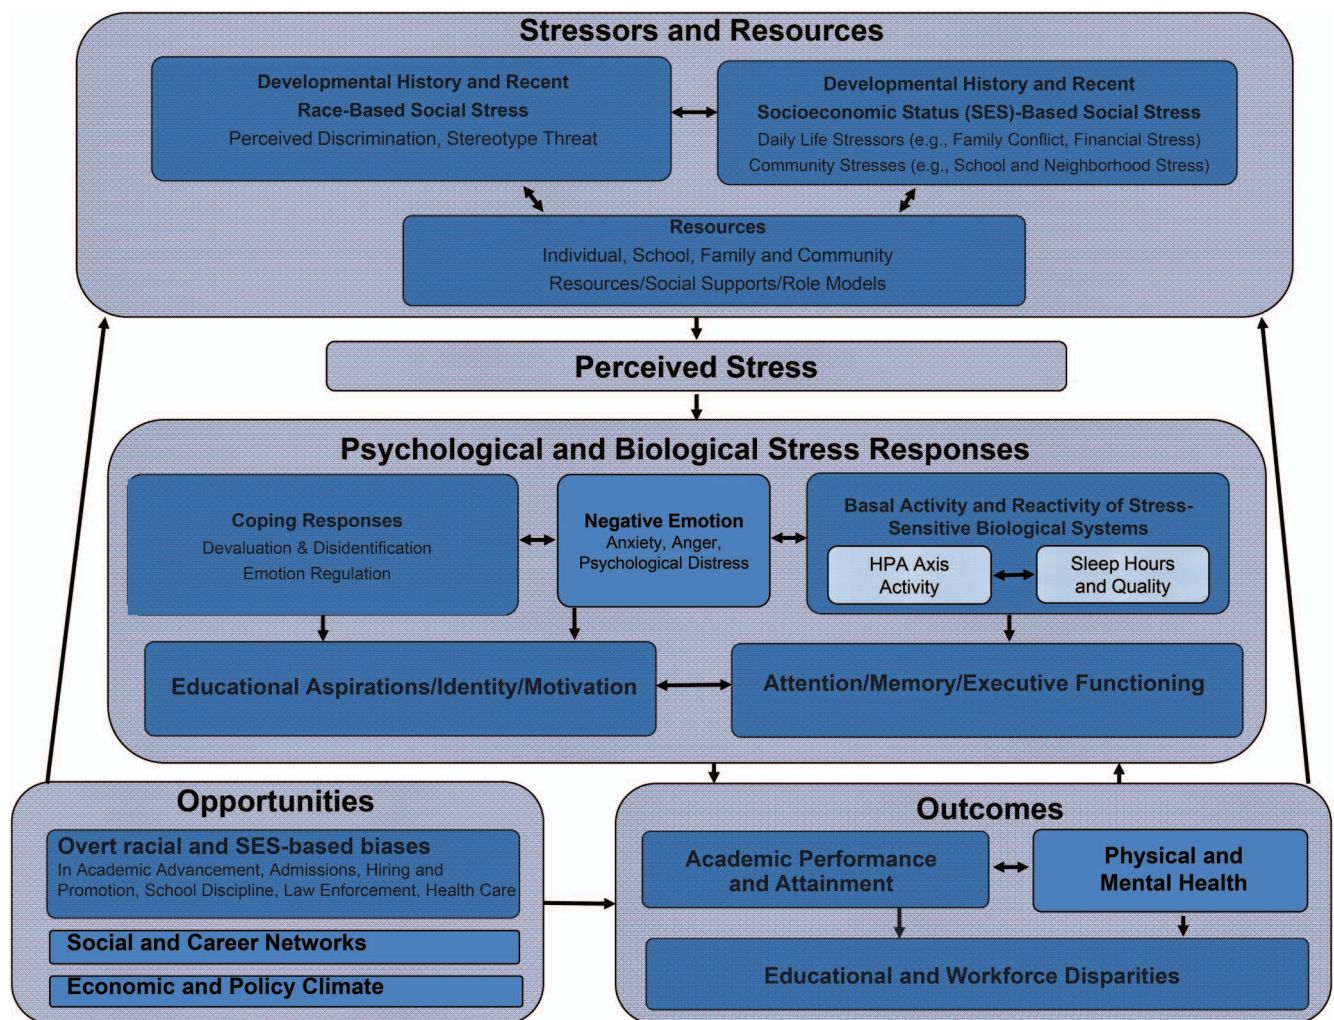 Stressors and Resources
Developmental History and Recent
Race-Based Social Stress
Perceived Discrimination, Stereotype Threat
Developmental History and Recent
Socioeconomic Status (SES)-Based Social Stress
Daily Life Stressors (e.g., Family Conflict, Financial Stress)
Community Stresses (e.g., School and Neighborhood Stress)
Resources
Individual, School, Family and Community
Resources/Social Supports/Role Models
Perceived Stress
Psychological and Biological Stress Responses
Coping Responses
Devaluation & Disidentification
Emotion Regulation
Negative Emotion
Anxiety, Anger,
Psychological Distress
Basal Activity and Reactivity of Stress-
Sensitive Biological Systems
HPA Axis
Activity
Sleep Hours
and Quality
Educational Aspirations/Identity/Motivation
Attention/Memory/Executive Functioning
Opportunities
Overt racial and SES-based biases
In Academic Advancement, Admissions, Hiring and
Promotion, School Discipline, Law Enforcement, Health Care
Social and Career Networks
Economic and Policy Climate
Outcomes
Academic Performance
and Attainment
Physical and
Mental Health
Educational and Workforce Disparities